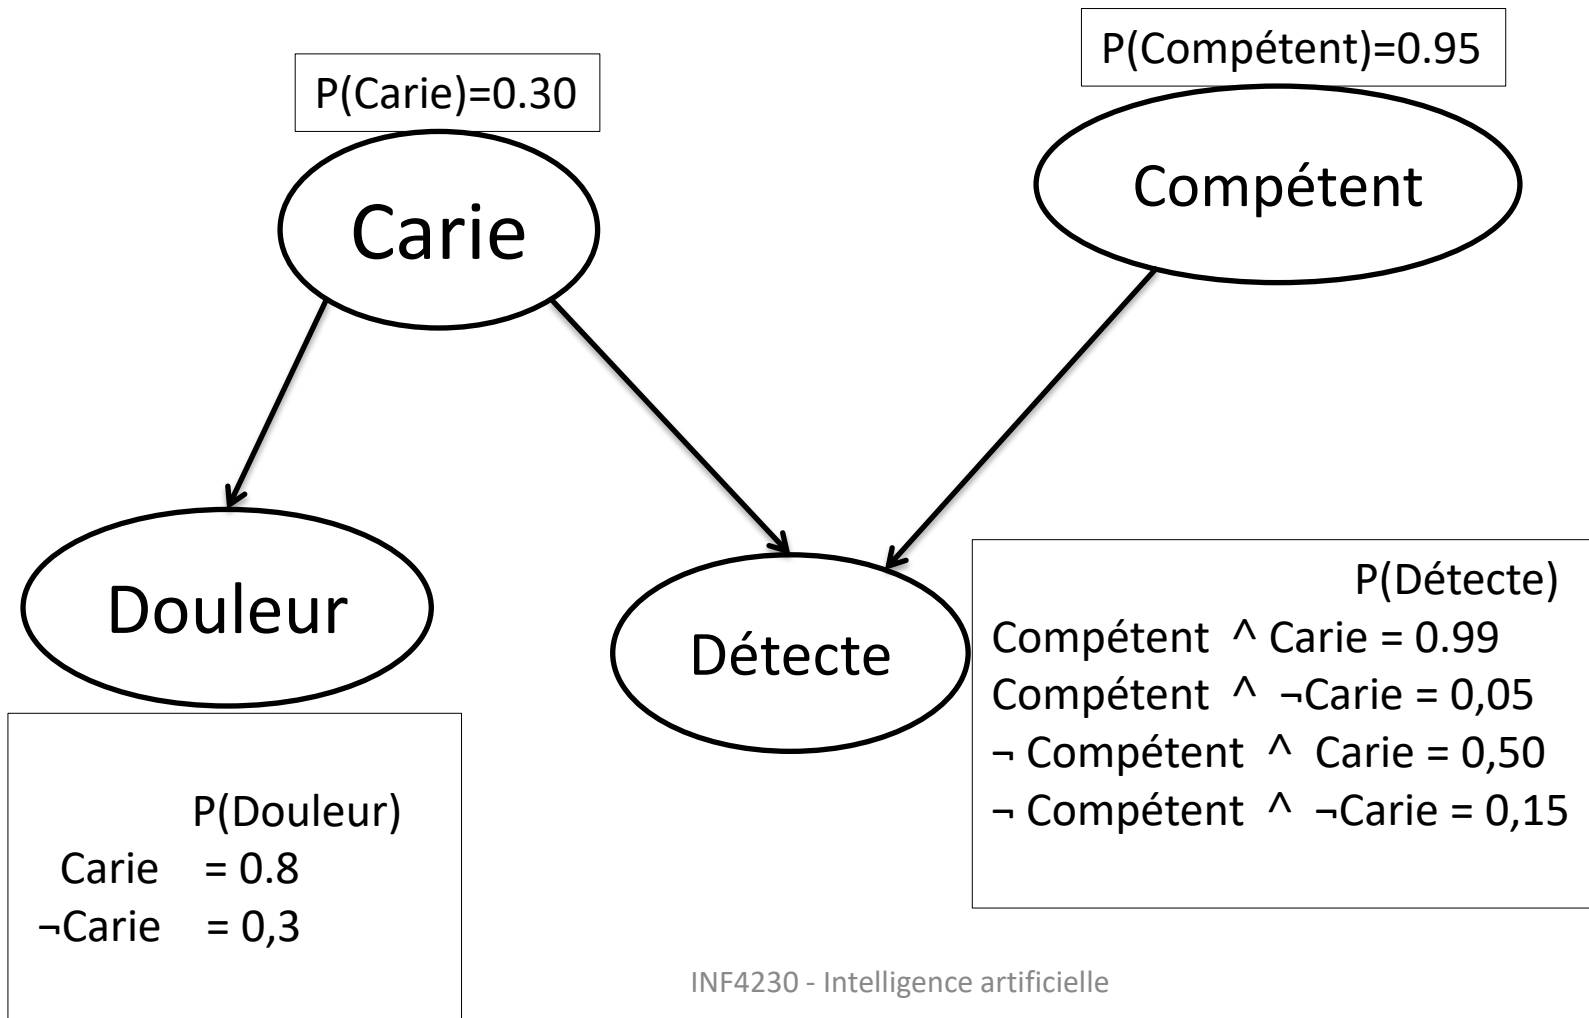 P(Compétent)=0.95
P(Carie)=0.30
Compétent
Carie
Douleur
Détecte
P(Détecte)
Compétent ^ Carie = 0.99
Compétent ^ ¬Carie = 0,05
¬ Compétent ^ Carie = 0,50
¬ Compétent ^ ¬Carie = 0,15
P(Douleur)
Carie = 0.8
¬Carie = 0,3
INF4230 - Intelligence artificielle